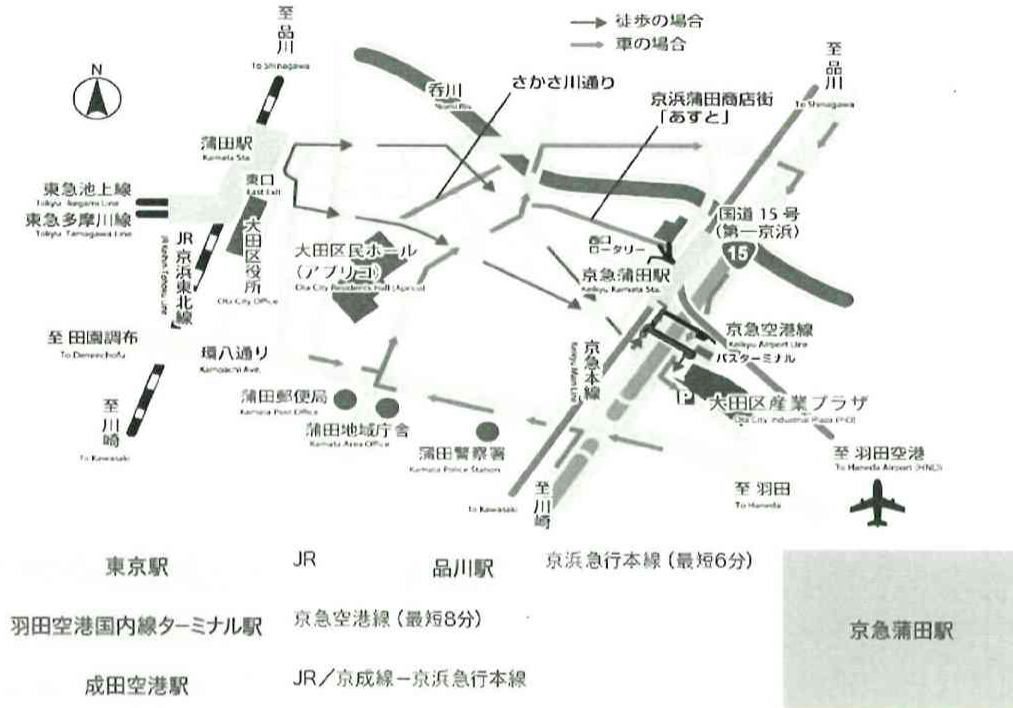 徒歩の場合
車の場合
至 品川
To Shinagawa
N
呑川
さかさ川通り
京浜蒲田商店街
「あすと」
至 品川
To Shinagawa
蒲田駅
Kamata Sta.
東口
East Exit
東急池上線
Tokyu Ikegami Line
東急多摩川線
Tokyu Tamagawa Line
JR京浜東北線
大田区役所
Ota City Office
大田区民ホール
(アプリコ)
Ota City Residents Hall (Aprico)
西口
ロータリー
京急蒲田駅
Keikyu Kamata Sta.
国道 15 号
(第一京浜)
15
至 田園調布
To Denenchofu
環八通り
Kampachi Ave.
京急本線
Keikyu Main Line
京急空港線
Keikyu Airport Line
バスターミナル
蒲田郵便局
Kamata Post Office
蒲田地域庁舎
Kamata Area Office
蒲田警察署
Kamata Police Station
P
大田区産業プラザ
Ota City Industrial Plaza (PiO)
至 川崎
To Kawasaki
To Kawasaki
至 川崎
至 羽田
To Haneda
至 羽田空港
To Haneda Airport (HND)
東京駅
JR
品川駅
京浜急行本線(最短6分)
羽田空港国内線ターミナル駅
京急空港線(最短8分)
京急蒲田駅
成田空港駅
JR／京成線－京浜急行本線